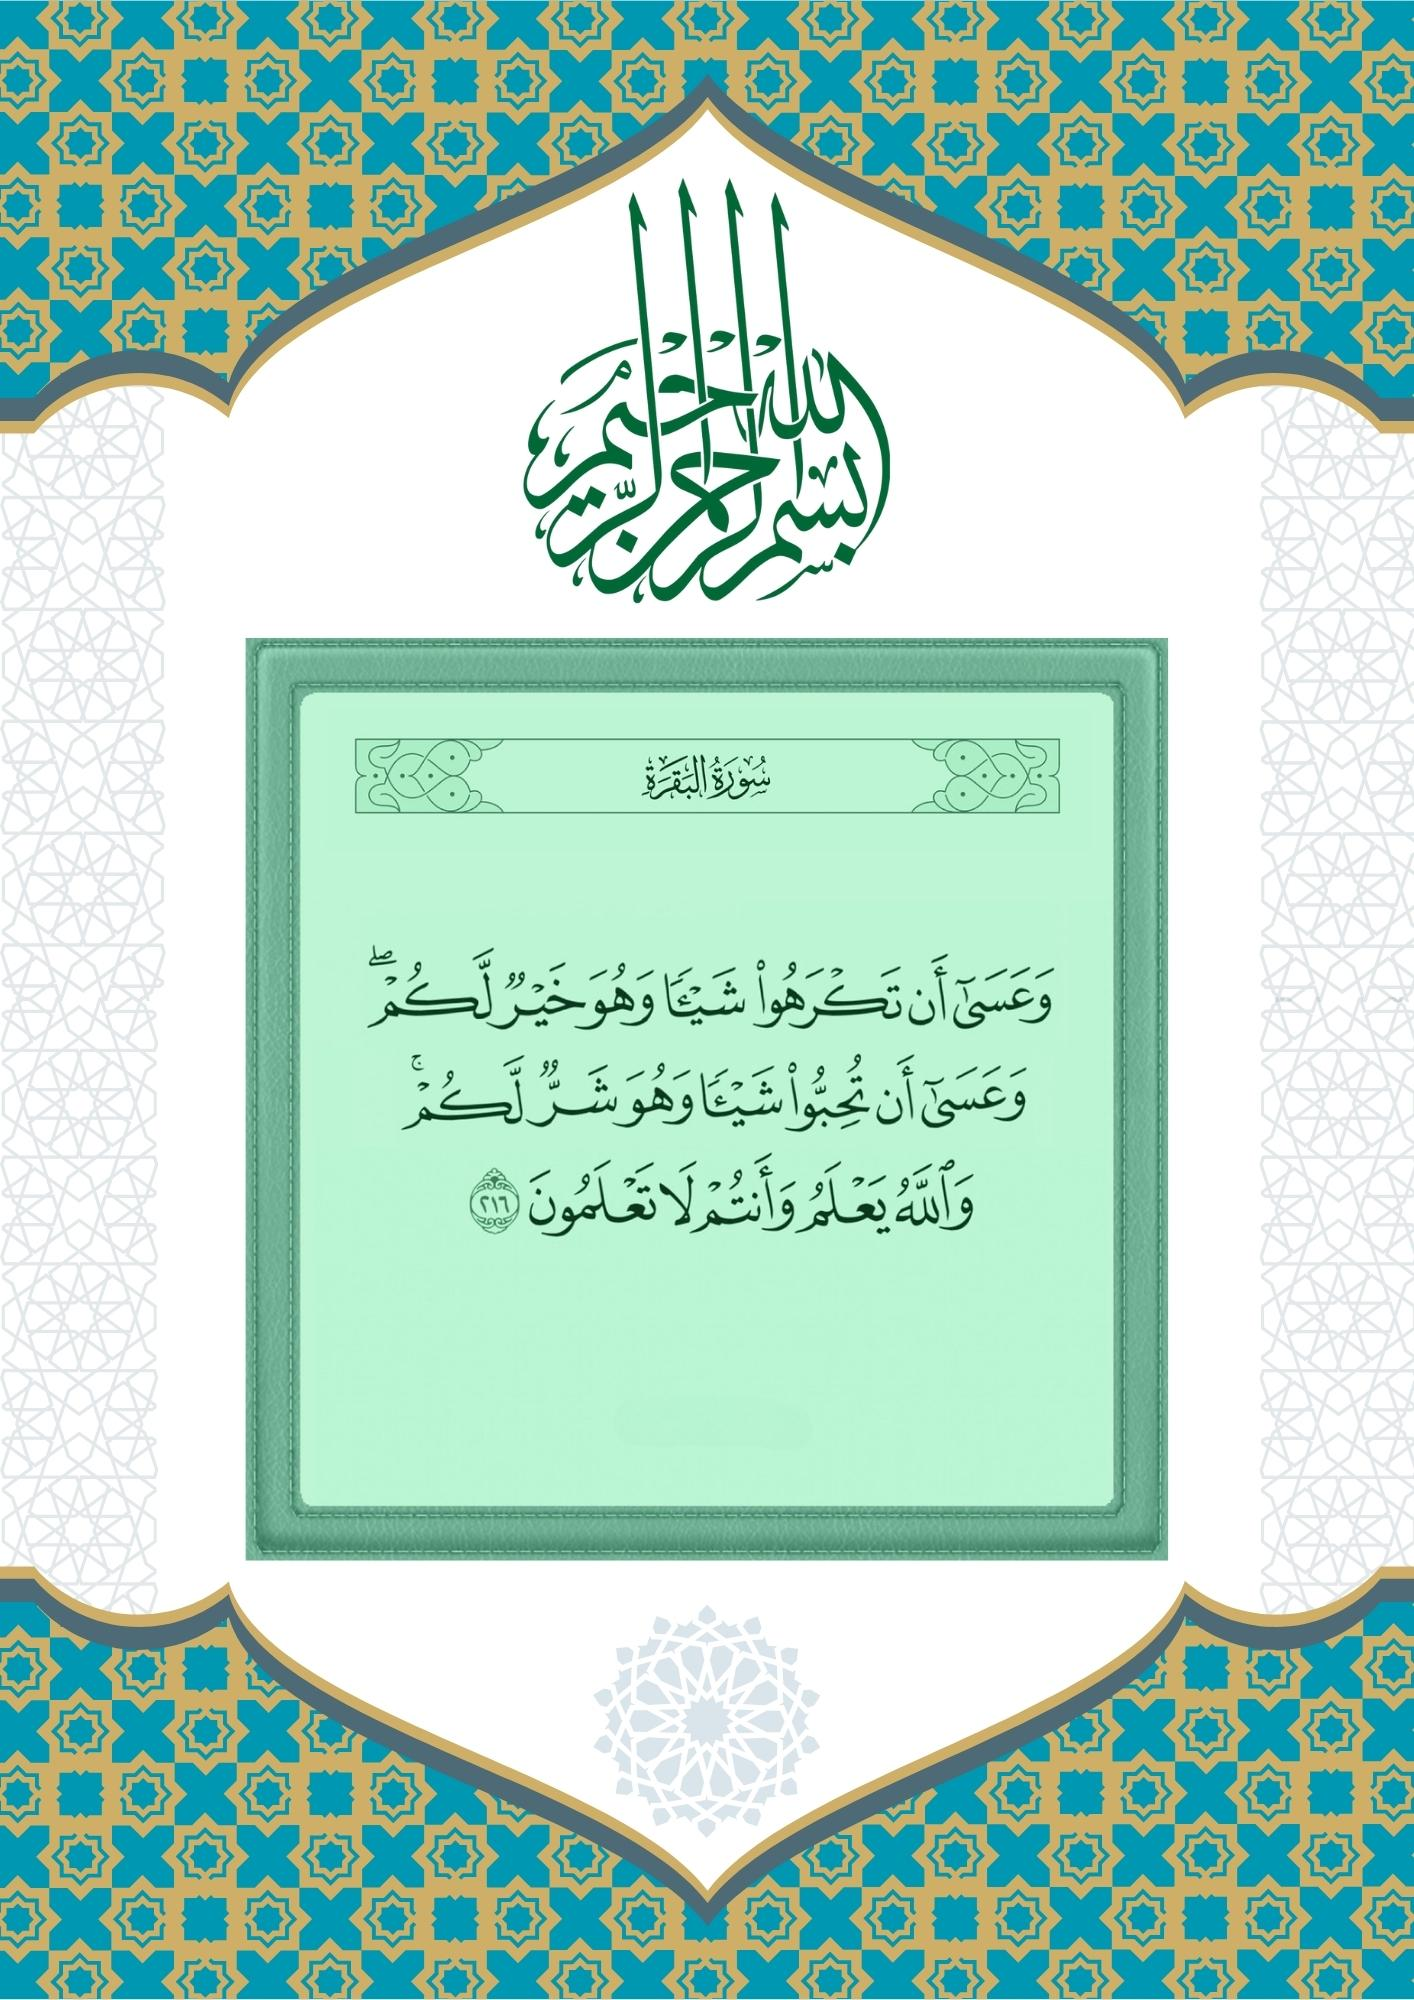 بسم الله الرحمن الرحيم
سُورَةُ البَقَرَةِ
وَعَسَىٰٓ أَن تَكْرَهُوا۟ شَيْـًٔا وَهُوَ خَيْرٌ لَّكُمْ ۖ
وَعَسَىٰٓ أَن تُحِبُّوا۟ شَيْـًٔا وَهُوَ شَرٌّ لَّكُمْ ۚ
وَٱللَّهُ يَعْلَمُ وَأَنتُمْ لَا تَعْلَمُونَ ٢١٦